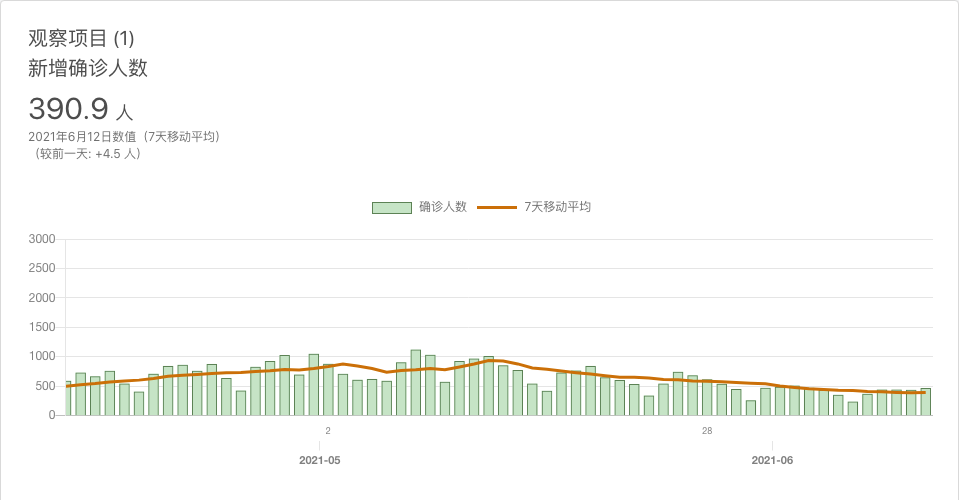 观察项目 (1)
新增确诊人数
390.9 人
2021年6月12日数值（7天移动平均）
（较前一天: +4.5 人）
确诊人数 7天移动平均
3000
2500
2000
1500
1000
500
0
2 28
2021-05 2021-06